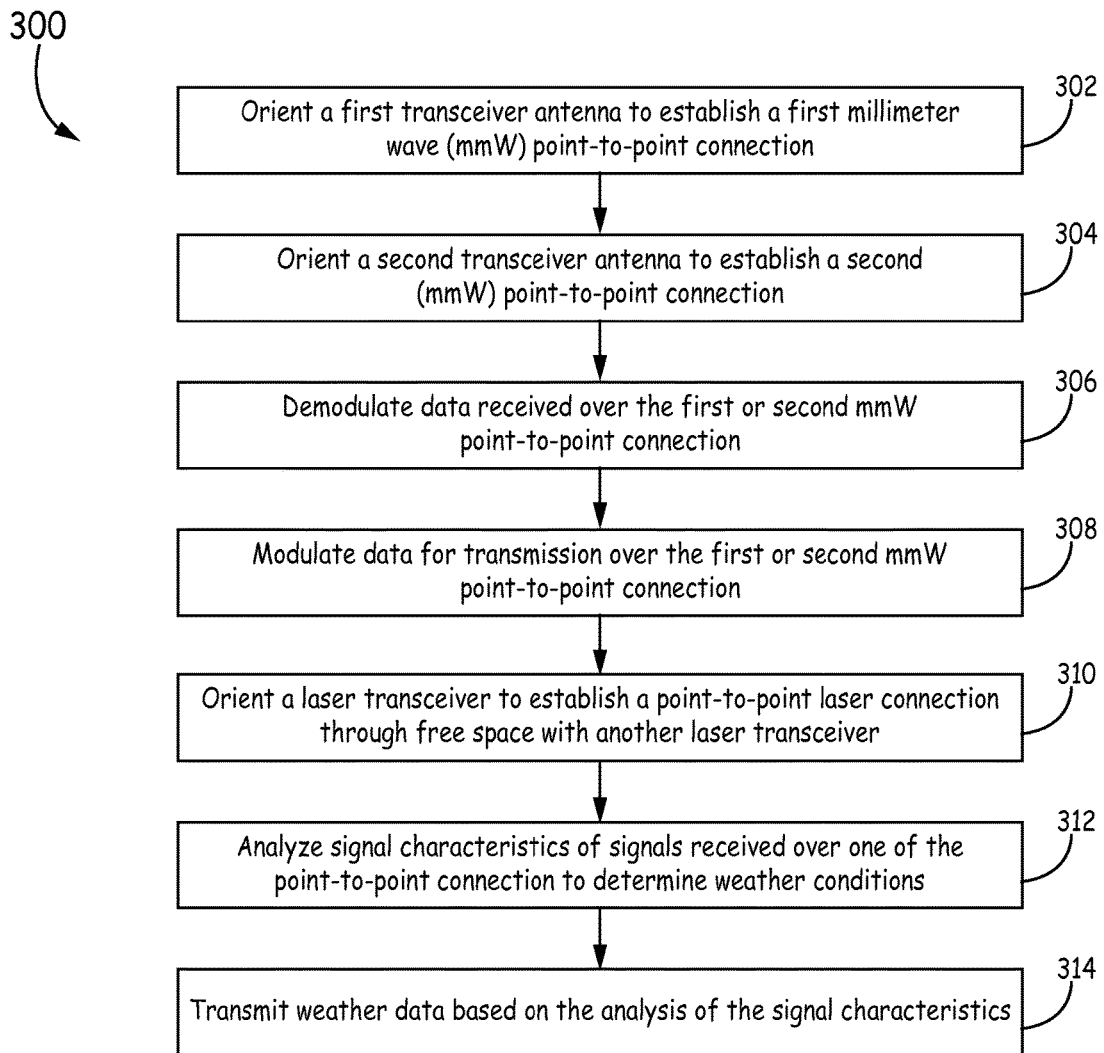 300
302
Orient a first transceiver antenna to establish a first millimeter
wave (mmW) point-to-point connection
304
Orient a second transceiver antenna to establish a second
(mmW) point-to-point connection
306
Demodulate data received over the first or second mmW
point-to-point connection
308
Modulate data for transmission over the first or second mmW
point-to-point connection
310
Orient a laser transceiver to establish a point-to-point laser connection
through free space with another laser transceiver
312
Analyze signal characteristics of signals received over one of the
point-to-point connection to determine weather conditions
314
Transmit weather data based on the analysis of the signal characteristics